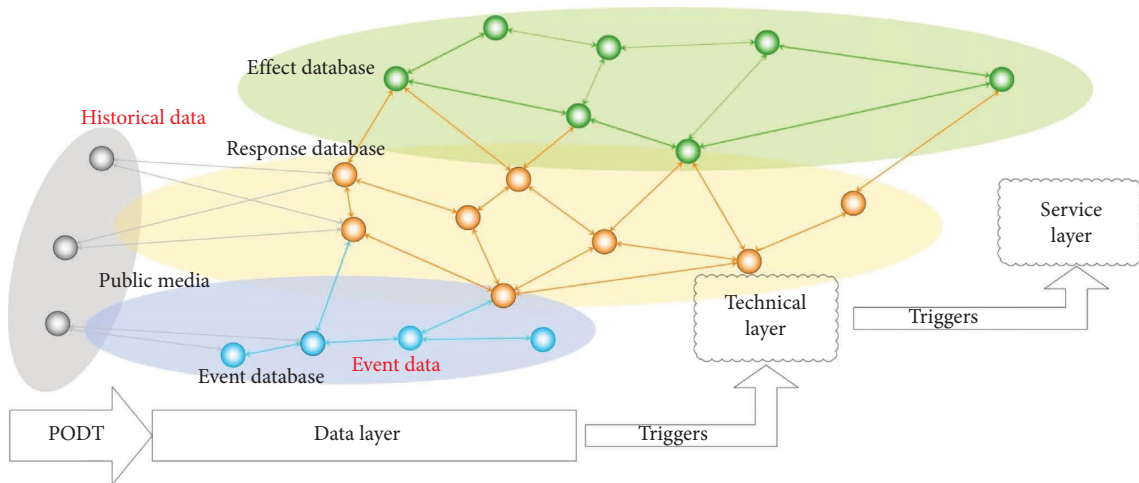 Effect database
Historical data
Response database
Service
layer
Public media
Technical
layer
Triggers
Event data
Event database
PODT
Data layer
Triggers